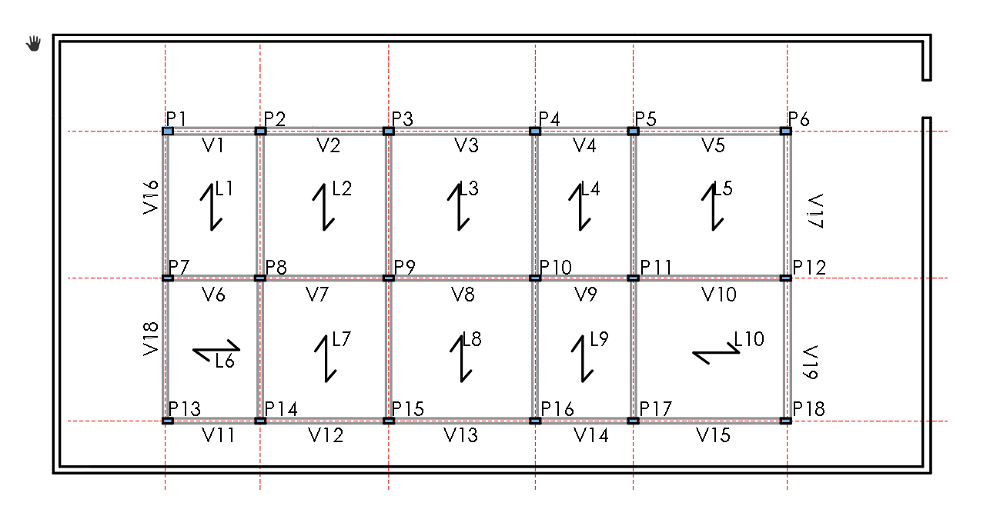 P1 P2 P3 P4 P5 P6
V1 V2 V3 V4 V5
V16 L1 L2 L3 L4 L5 V17
P7 P8 P9 P10 P11 P12
V6 V7 V8 V9 V10
V18 L6 L7 L8 L9 L10 V19
P13 P14 P15 P16 P17 P18
V11 V12 V13 V14 V15